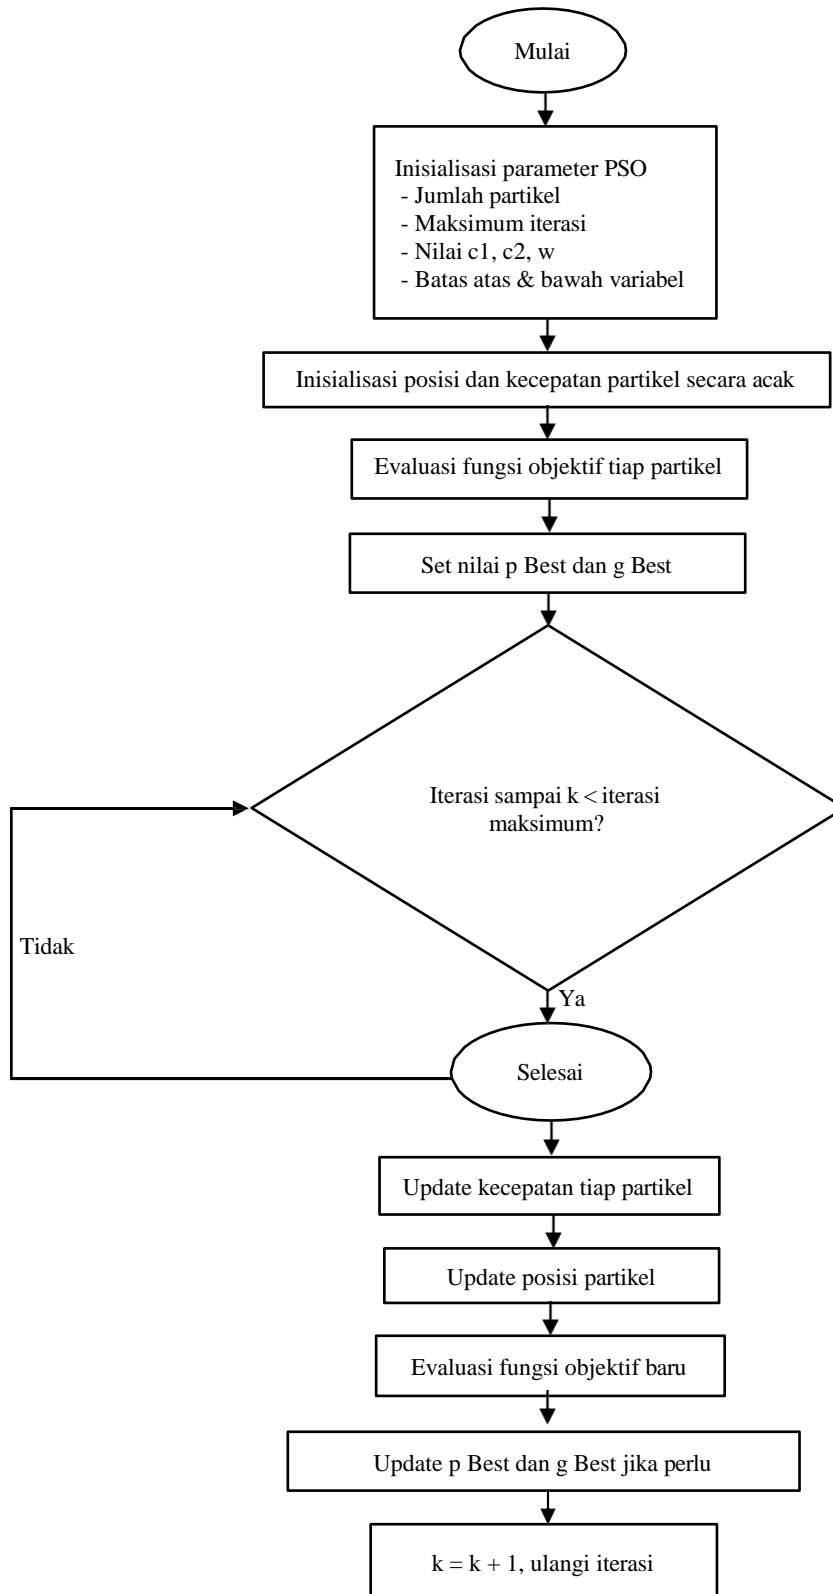 Mulai
Inisialisasi parameter PSO
- Jumlah partikel
- Maksimum iterasi
- Nilai c1, c2, w
- Batas atas & bawah variabel
Inisialisasi posisi dan kecepatan partikel secara acak
Evaluasi fungsi objektif tiap partikel
Set nilai p Best dan g Best
Iterasi sampai k < iterasi
maksimum?
Tidak
Ya
Selesai
Update kecepatan tiap partikel
Update posisi partikel
Evaluasi fungsi objektif baru
Update p Best dan g Best jika perlu
k = k + 1, ulangi iterasi